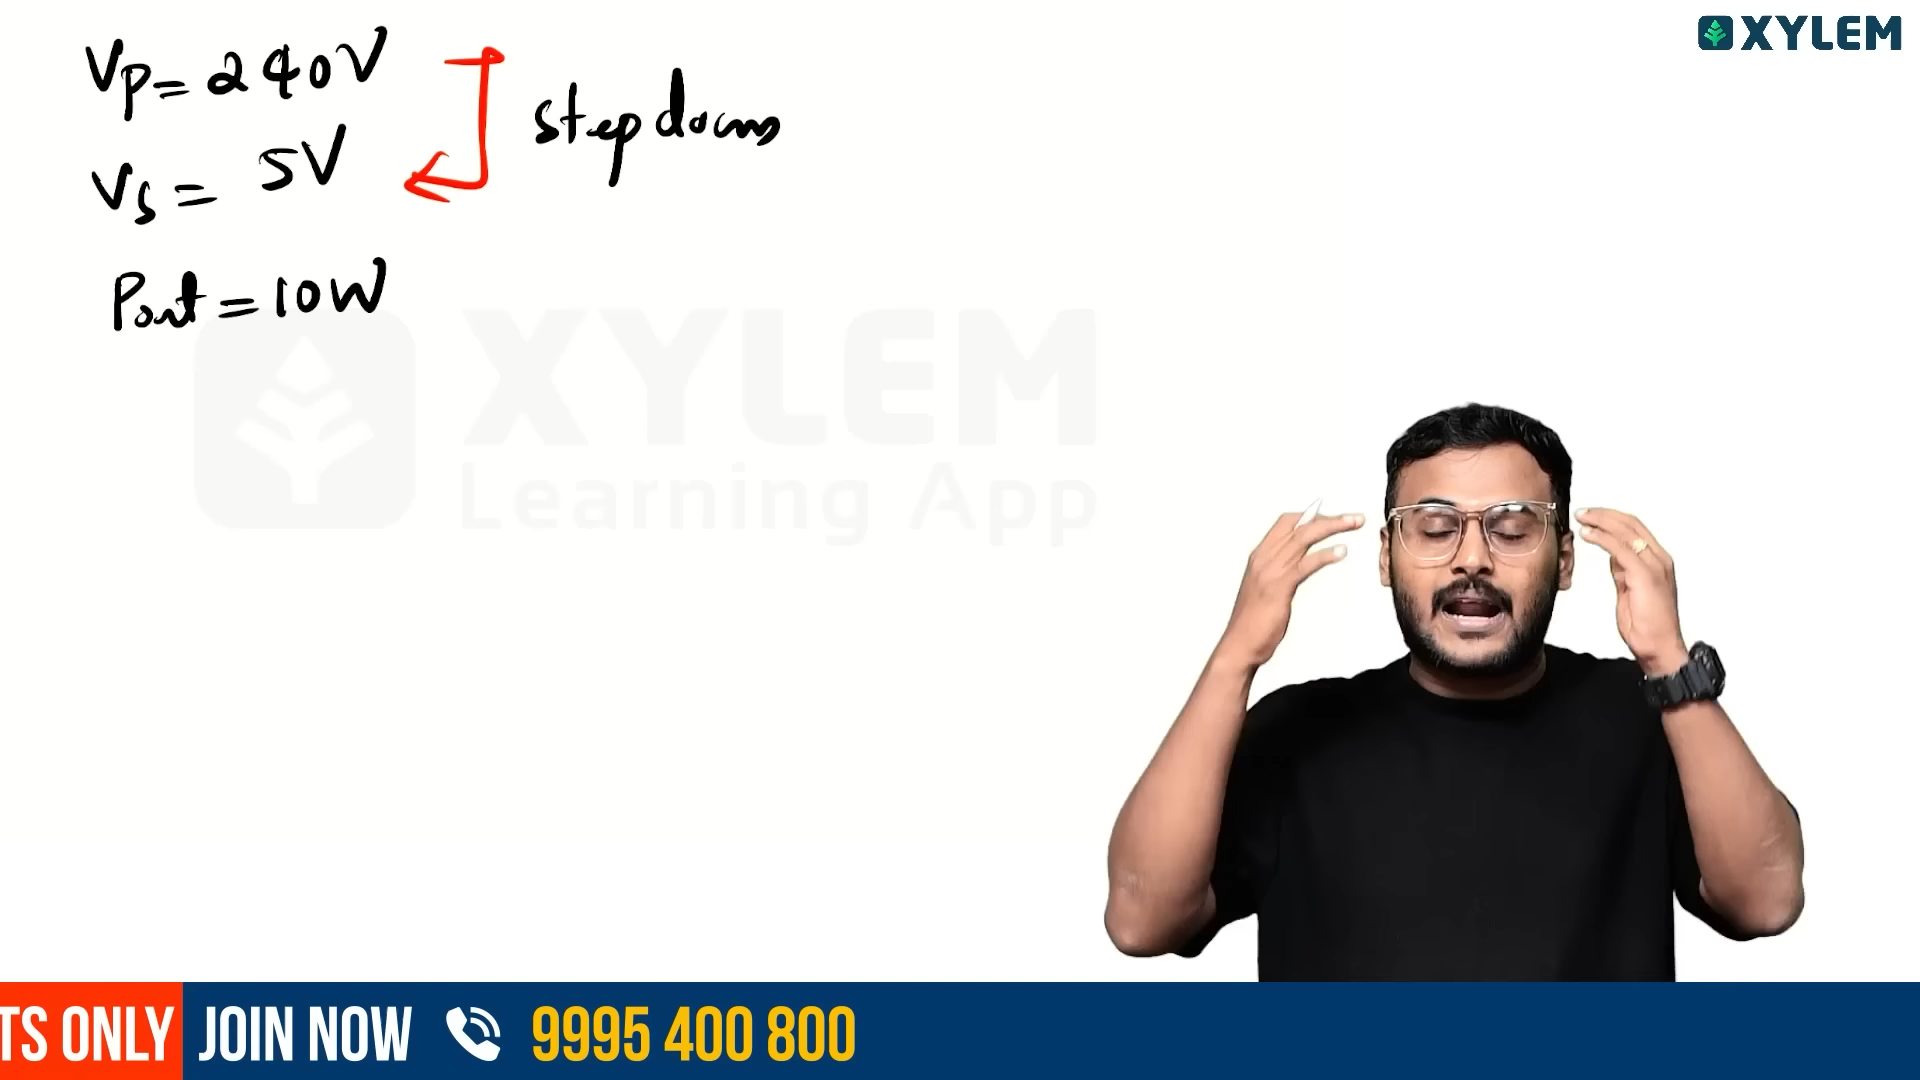 XYLEM
Vp = 240V
Vs = 5V
step down
Pout = 10W
XYLEM
Learning App
TS ONLY JOIN NOW 9995 400 800